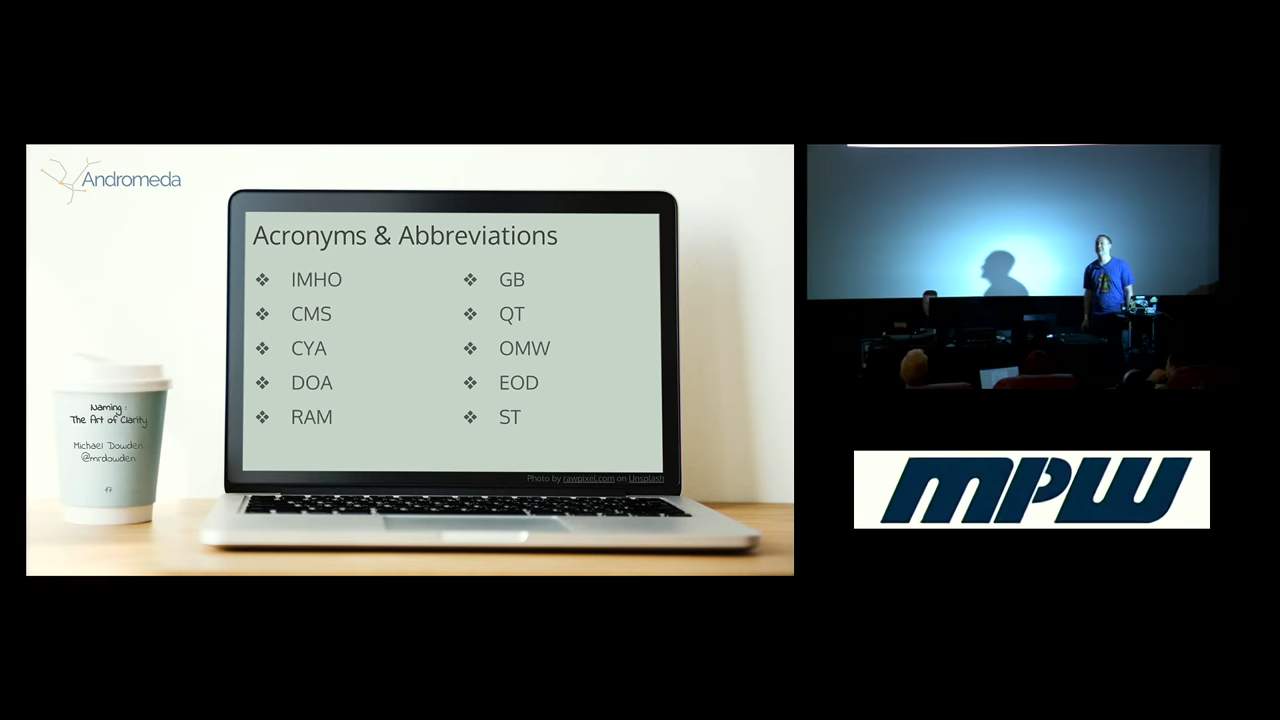 Andromeda
Acronyms & Abbreviations
❖ IMHO
❖ CMS
❖ CYA
❖ DOA
❖ RAM
❖ GB
❖ QT
❖ OMW
❖ EOD
❖ ST
Naming:
The Art of Clarity
Michael Dowden
@mrdowden
17
Photo by rawpixel.com on Unsplash
MPW